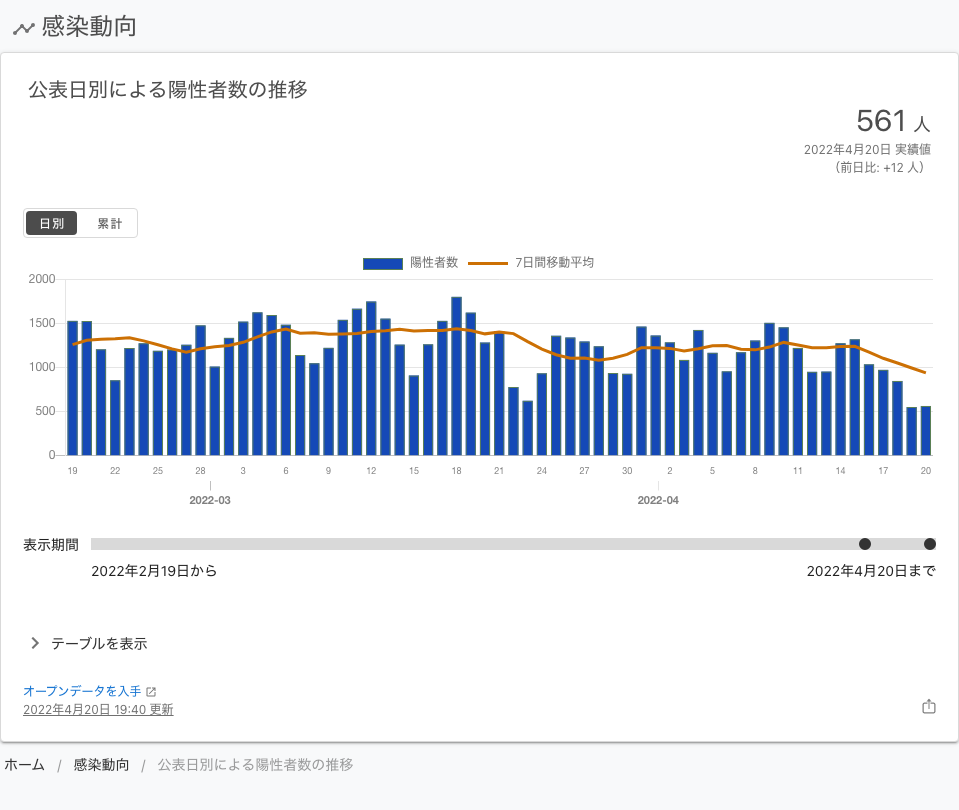 感染動向
公表日別による陽性者数の推移
561 人
2022年4月20日 実績値
（前日比: +12 人）
日別 累計
陽性者数 7日間移動平均
2000
1500
1000
500
0
19 22 25 28 3 6 9 12 15 18 21 24 27 30 2 5 8 11 14 17 20
2022-03 2022-04
表示期間
2022年2月19日から 2022年4月20日まで
テーブルを表示
オープンデータを入手
2022年4月20日 19:40 更新
ホーム / 感染動向 / 公表日別による陽性者数の推移